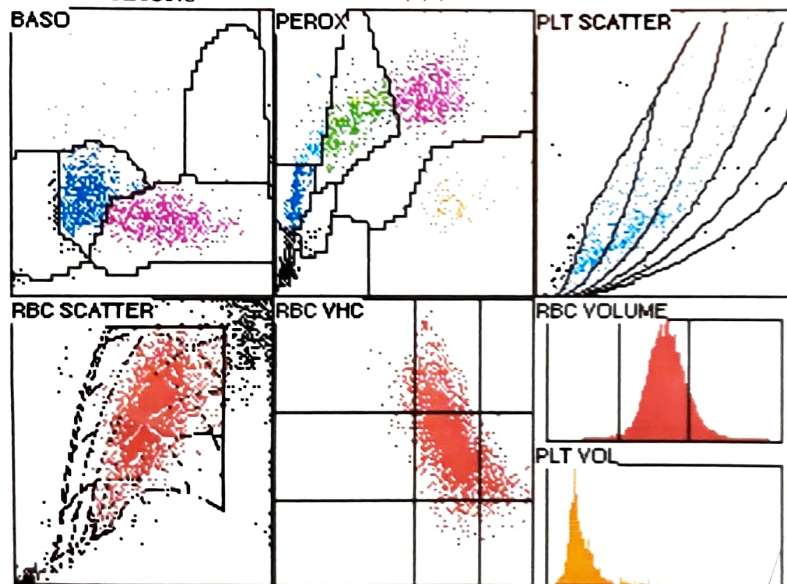 BASO
PEROX
PLT SCATTER
RBC SCATTER
RBC VHC
RBC VOLUME
PLT VOL